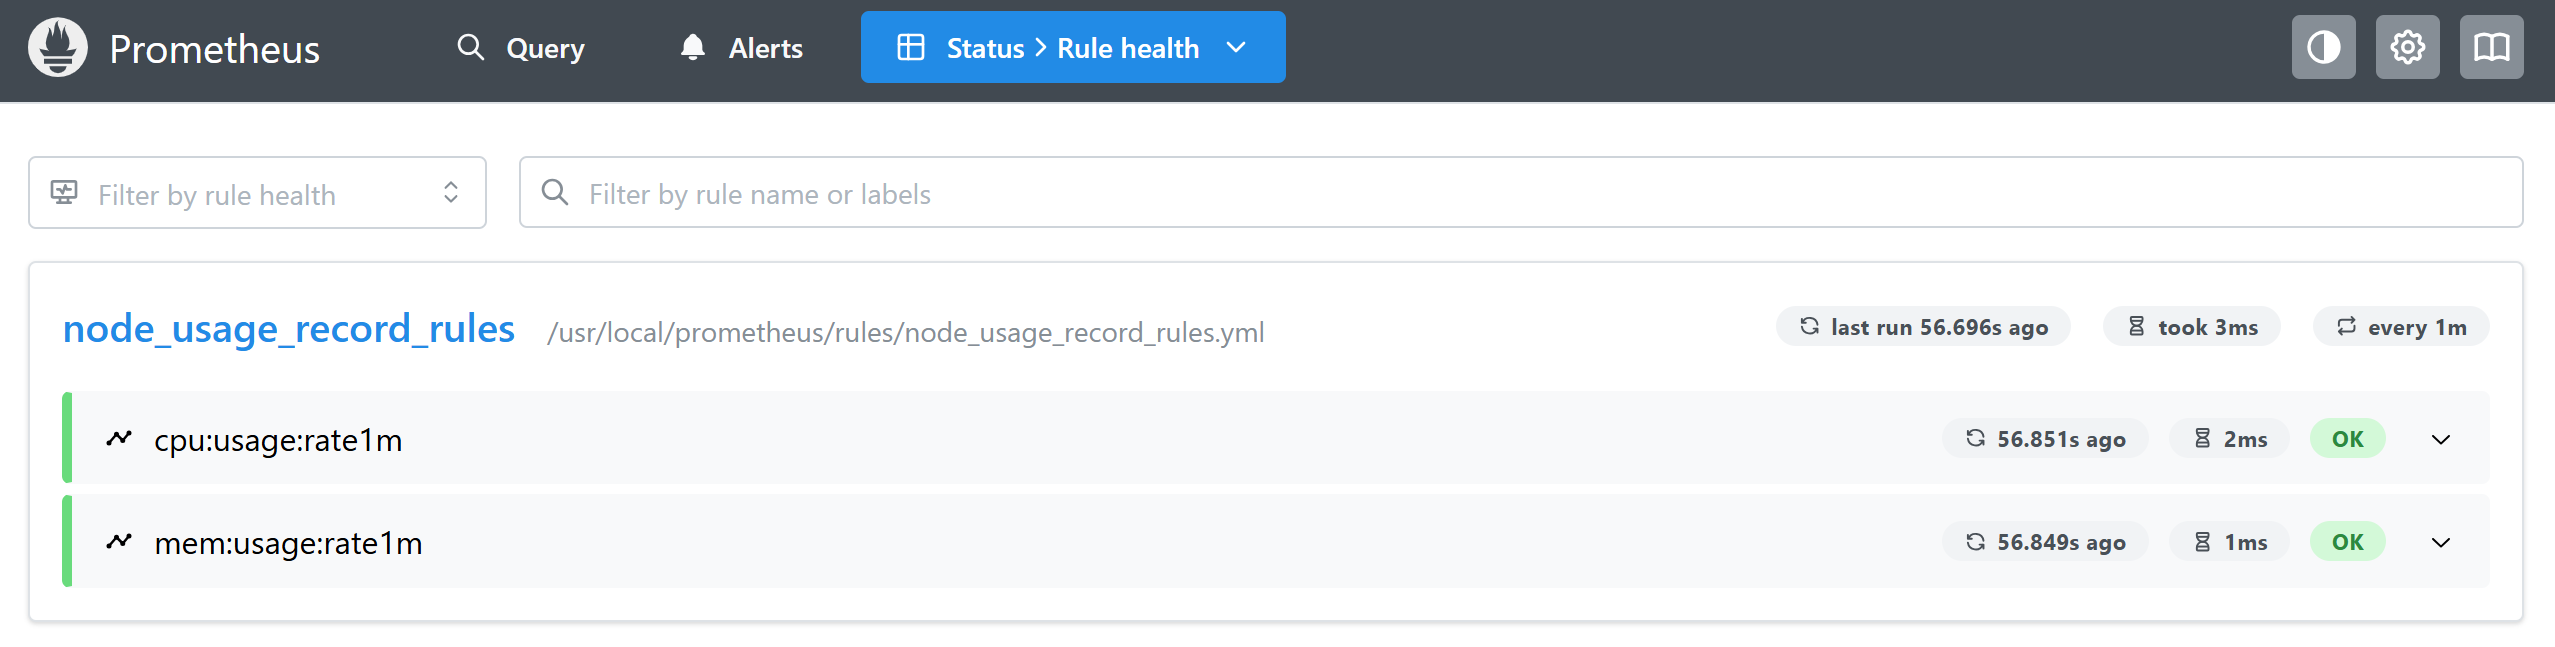 Prometheus Query Alerts Status > Rule health
Filter by rule health Filter by rule name or labels
node_usage_record_rules /usr/local/prometheus/rules/node_usage_record_rules.yml last run 56.696s ago took 3ms every 1m
cpu:usage:rate1m 56.851s ago 2ms OK
mem:usage:rate1m 56.849s ago 1ms OK